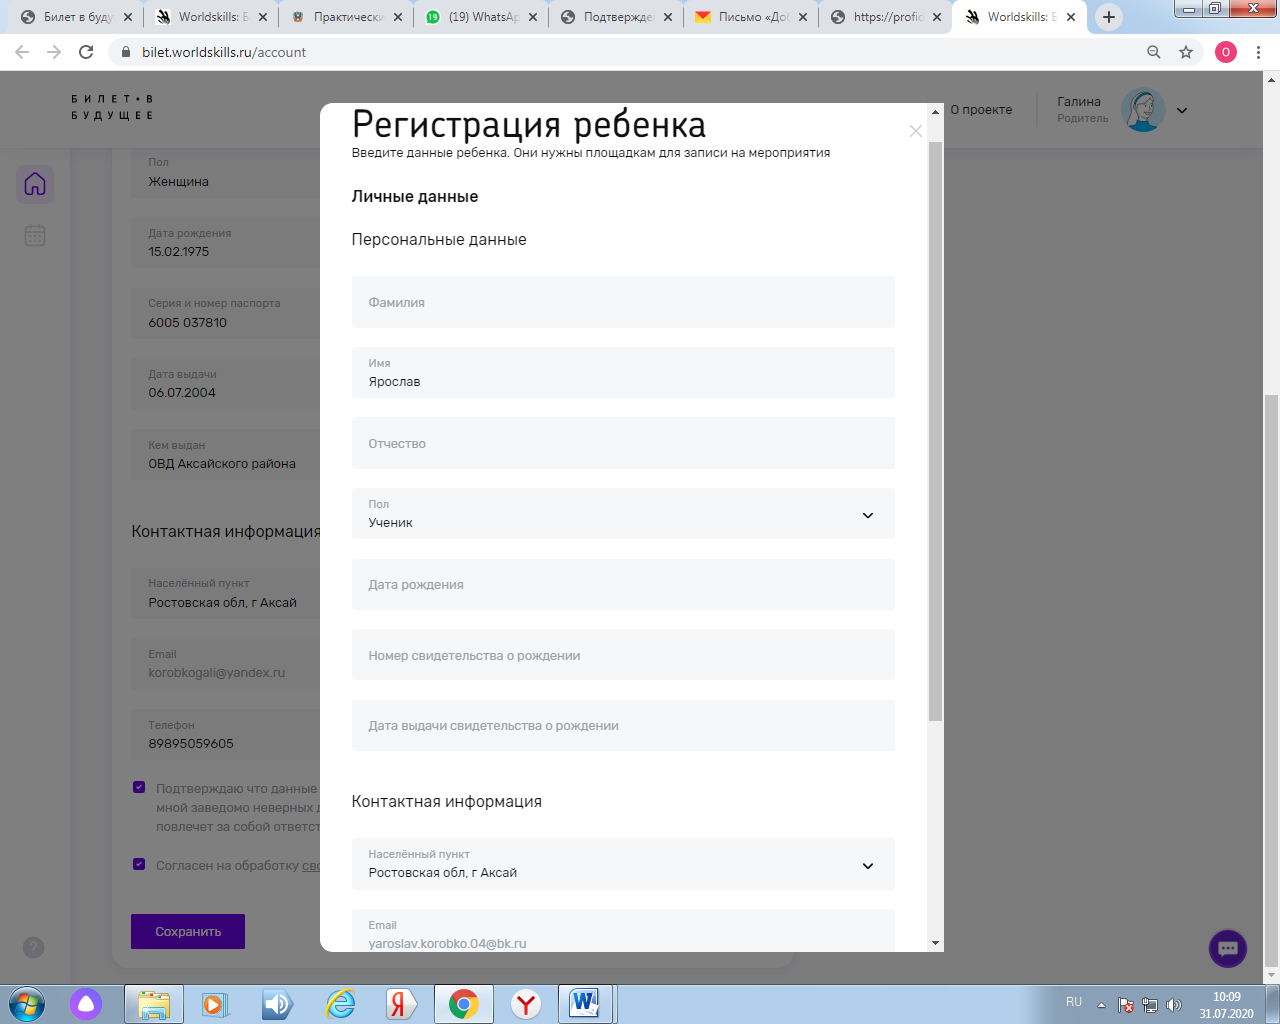 Билет в буду
Worldskills: Б
Практически
(19) WhatsAp
Подтвержде
Письмо «Доб
https://profic
Worldskills: Б
bilet.worldskills.ru/account
O
БИЛЕТ•В
БУДУЩЕЕ
О проекте
Галина
Родитель
Регистрация ребенка
Введите данные ребенка. Они нужны площадкам для записи на мероприятия
Личные данные
Персональные данные
Фамилия
Имя
Ярослав
Отчество
Пол
Ученик
Дата рождения
Номер свидетельства о рождении
Дата выдачи свидетельства о рождении
Контактная информация
Населённый пункт
Ростовская обл, г Аксай
Email
yaroslav.korobko.04@bk.ru
Пол
Женщина
Дата рождения
15.02.1975
Серия и номер паспорта
6005 037810
Дата выдачи
06.07.2004
Кем выдан
ОВД Аксайского района
Контактная информация
Населённый пункт
Ростовская обл, г Аксай
Email
korobkogali@yandex.ru
Телефон
89895059605
Подтверждаю что данные
мной заведомо неверных д
повлечет за собой ответст
Согласен на обработку сво
Сохранить
?
RU
10:09
31.07.2020